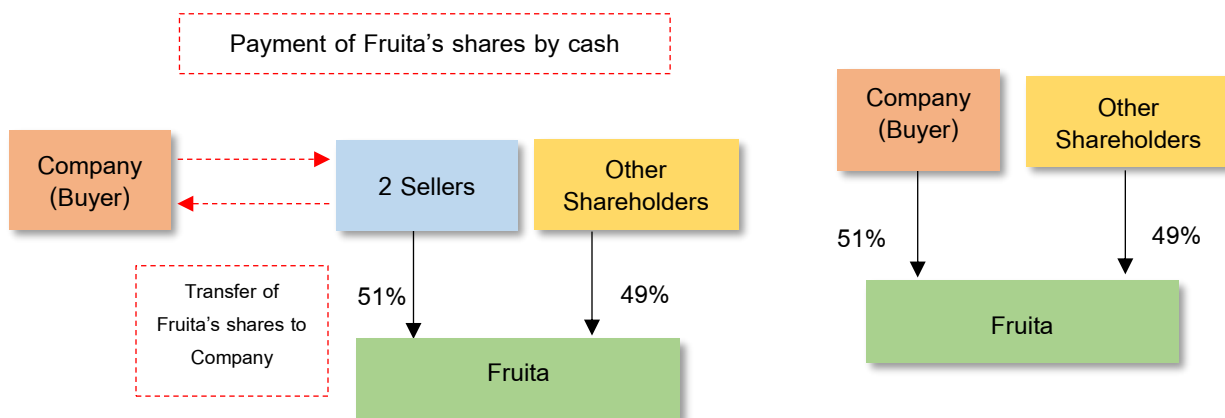 Payment of Fruita's shares by cash
Company
(Buyer)
2 Sellers
Other
Shareholders
Transfer of
Fruita's shares to
Company
51%
49%
Fruita
Company
(Buyer)
Other
Shareholders
51%
49%
Fruita